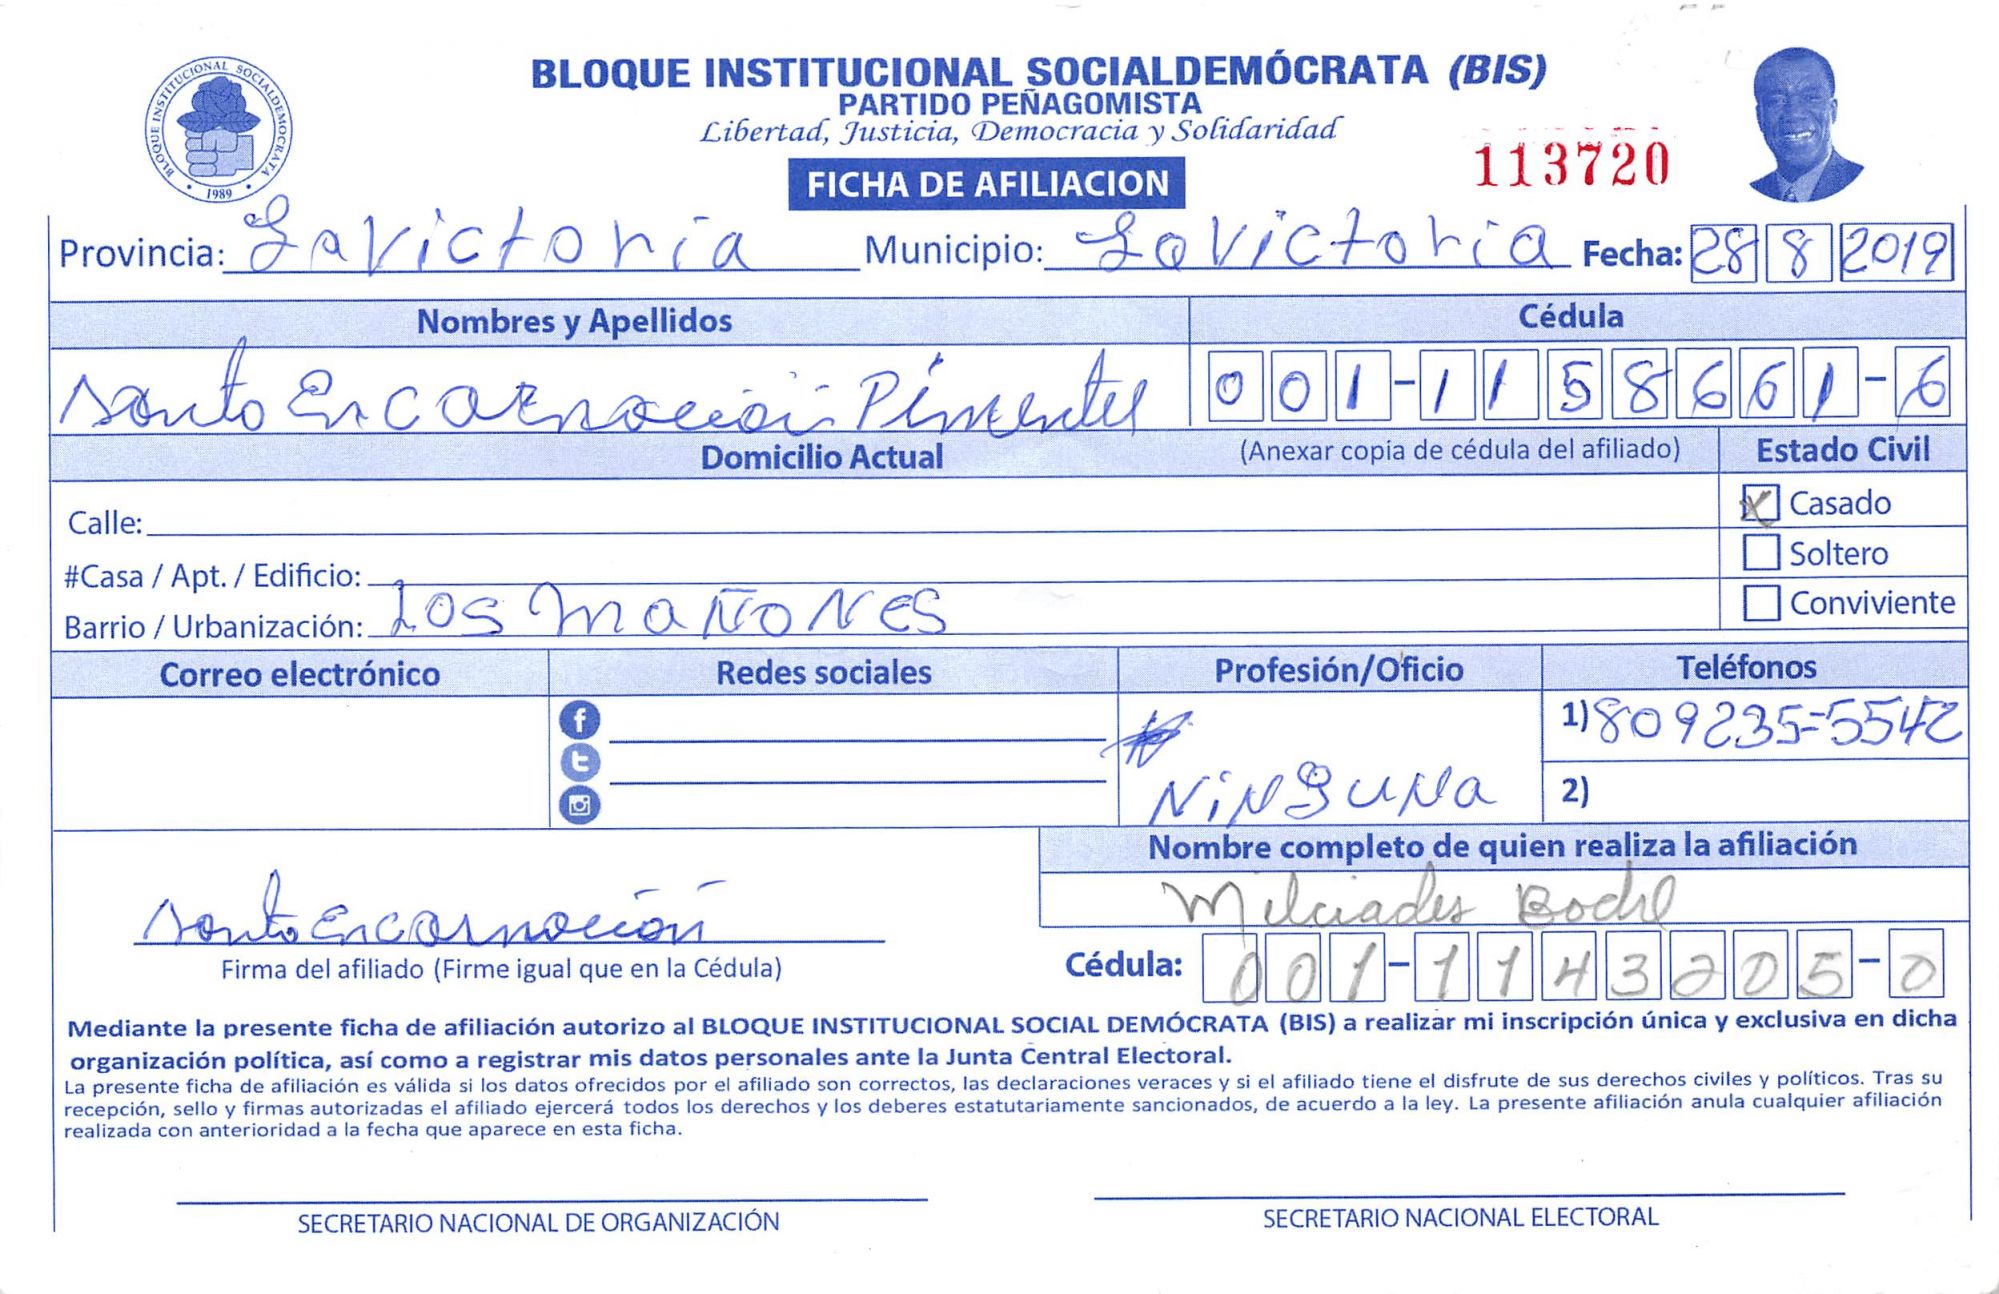 BLOQUE INSTITUCIONAL SOCIALDEMÓCRATA (BIS)
PARTIDO PEÑAGOMISTA
Libertad, Justicia, Democracia y Solidaridad
BLOQUE INSTITUCIONAL SOCIALDEMOCRATA
1989
FICHA DE AFILIACION
113720
Provincia: La Victoria Municipio: La Victoria Fecha: 28 8 2019
Nombres y Apellidos Cédula
Santo Encarnación Pimentel 001-1158661-6
Domicilio Actual (Anexar copia de cédula del afiliado) Estado Civil
Calle: X Casado
#Casa / Apt. / Edificio: Soltero
Barrio / Urbanización: Los MAÑONES Conviviente
Correo electrónico Redes sociales Profesión/Oficio Teléfonos
1) 809235-5542
NiNguNa 2)
Nombre completo de quien realiza la afiliación
Milciades
Santo Encarnación
Firma del afiliado (Firme igual que en la Cédula) Cédula: 001-1143205-0
Mediante la presente ficha de afiliación autorizo al BLOQUE INSTITUCIONAL SOCIAL DEMÓCRATA (BIS) a realizar mi inscripción única y exclusiva en dicha
organización política, así como a registrar mis datos personales ante la Junta Central Electoral.
La presente ficha de afiliación es válida si los datos ofrecidos por el afiliado son correctos, las declaraciones veraces y si el afiliado tiene el disfrute de sus derechos civiles y políticos. Tras su
recepción, sello y firmas autorizadas el afiliado ejercerá todos los derechos y los deberes estatutariamente sancionados, de acuerdo a la ley. La presente afiliación anula cualquier afiliación
realizada con anterioridad a la fecha que aparece en esta ficha.
SECRETARIO NACIONAL DE ORGANIZACIÓN SECRETARIO NACIONAL ELECTORAL